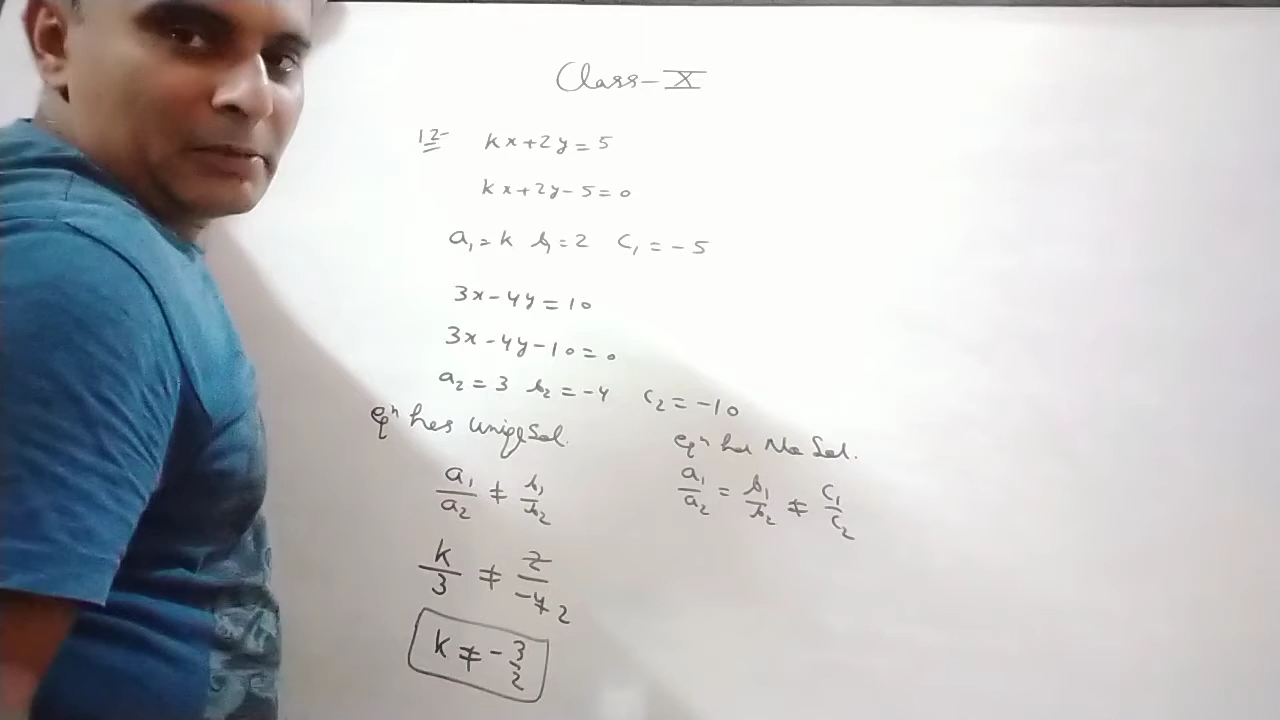 Class-X
12- kx+2y=5
kx+2y-5=0
a₁=k b₁=2 c₁=-5
3x-4y=10
3x-4y-10=0
a₂=3 b₂=-4 c₂=-10
eqⁿ has Sol.
eqⁿ has No Sol.
a₁/a₂ ≠ b₁/b₂
a₁/a₂ = b₁/b₂ ≠ c₁/c₂
k/3 ≠ 2/-4 2
k ≠ -3/2